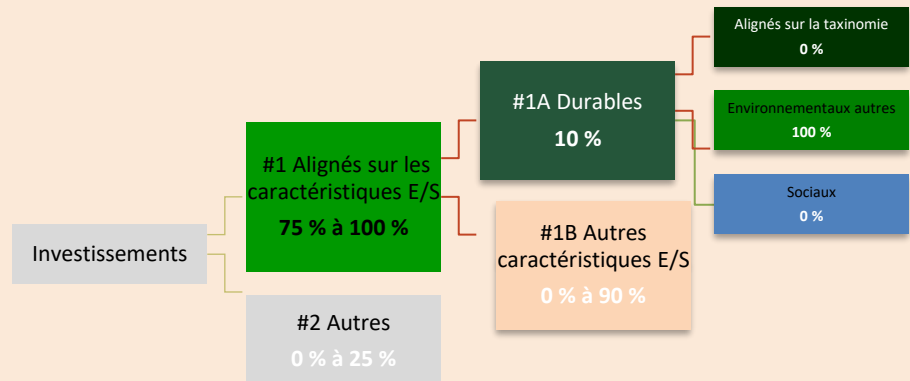 Investissements
#1 Alignés sur les
caractéristiques E/S
75 % à 100 %
#2 Autres
0 % à 25 %
#1A Durables
10 %
#1B Autres
caractéristiques E/S
0 % à 90 %
Alignés sur la taxinomie
0 %
Environnementaux autres
100 %
Sociaux
0 %